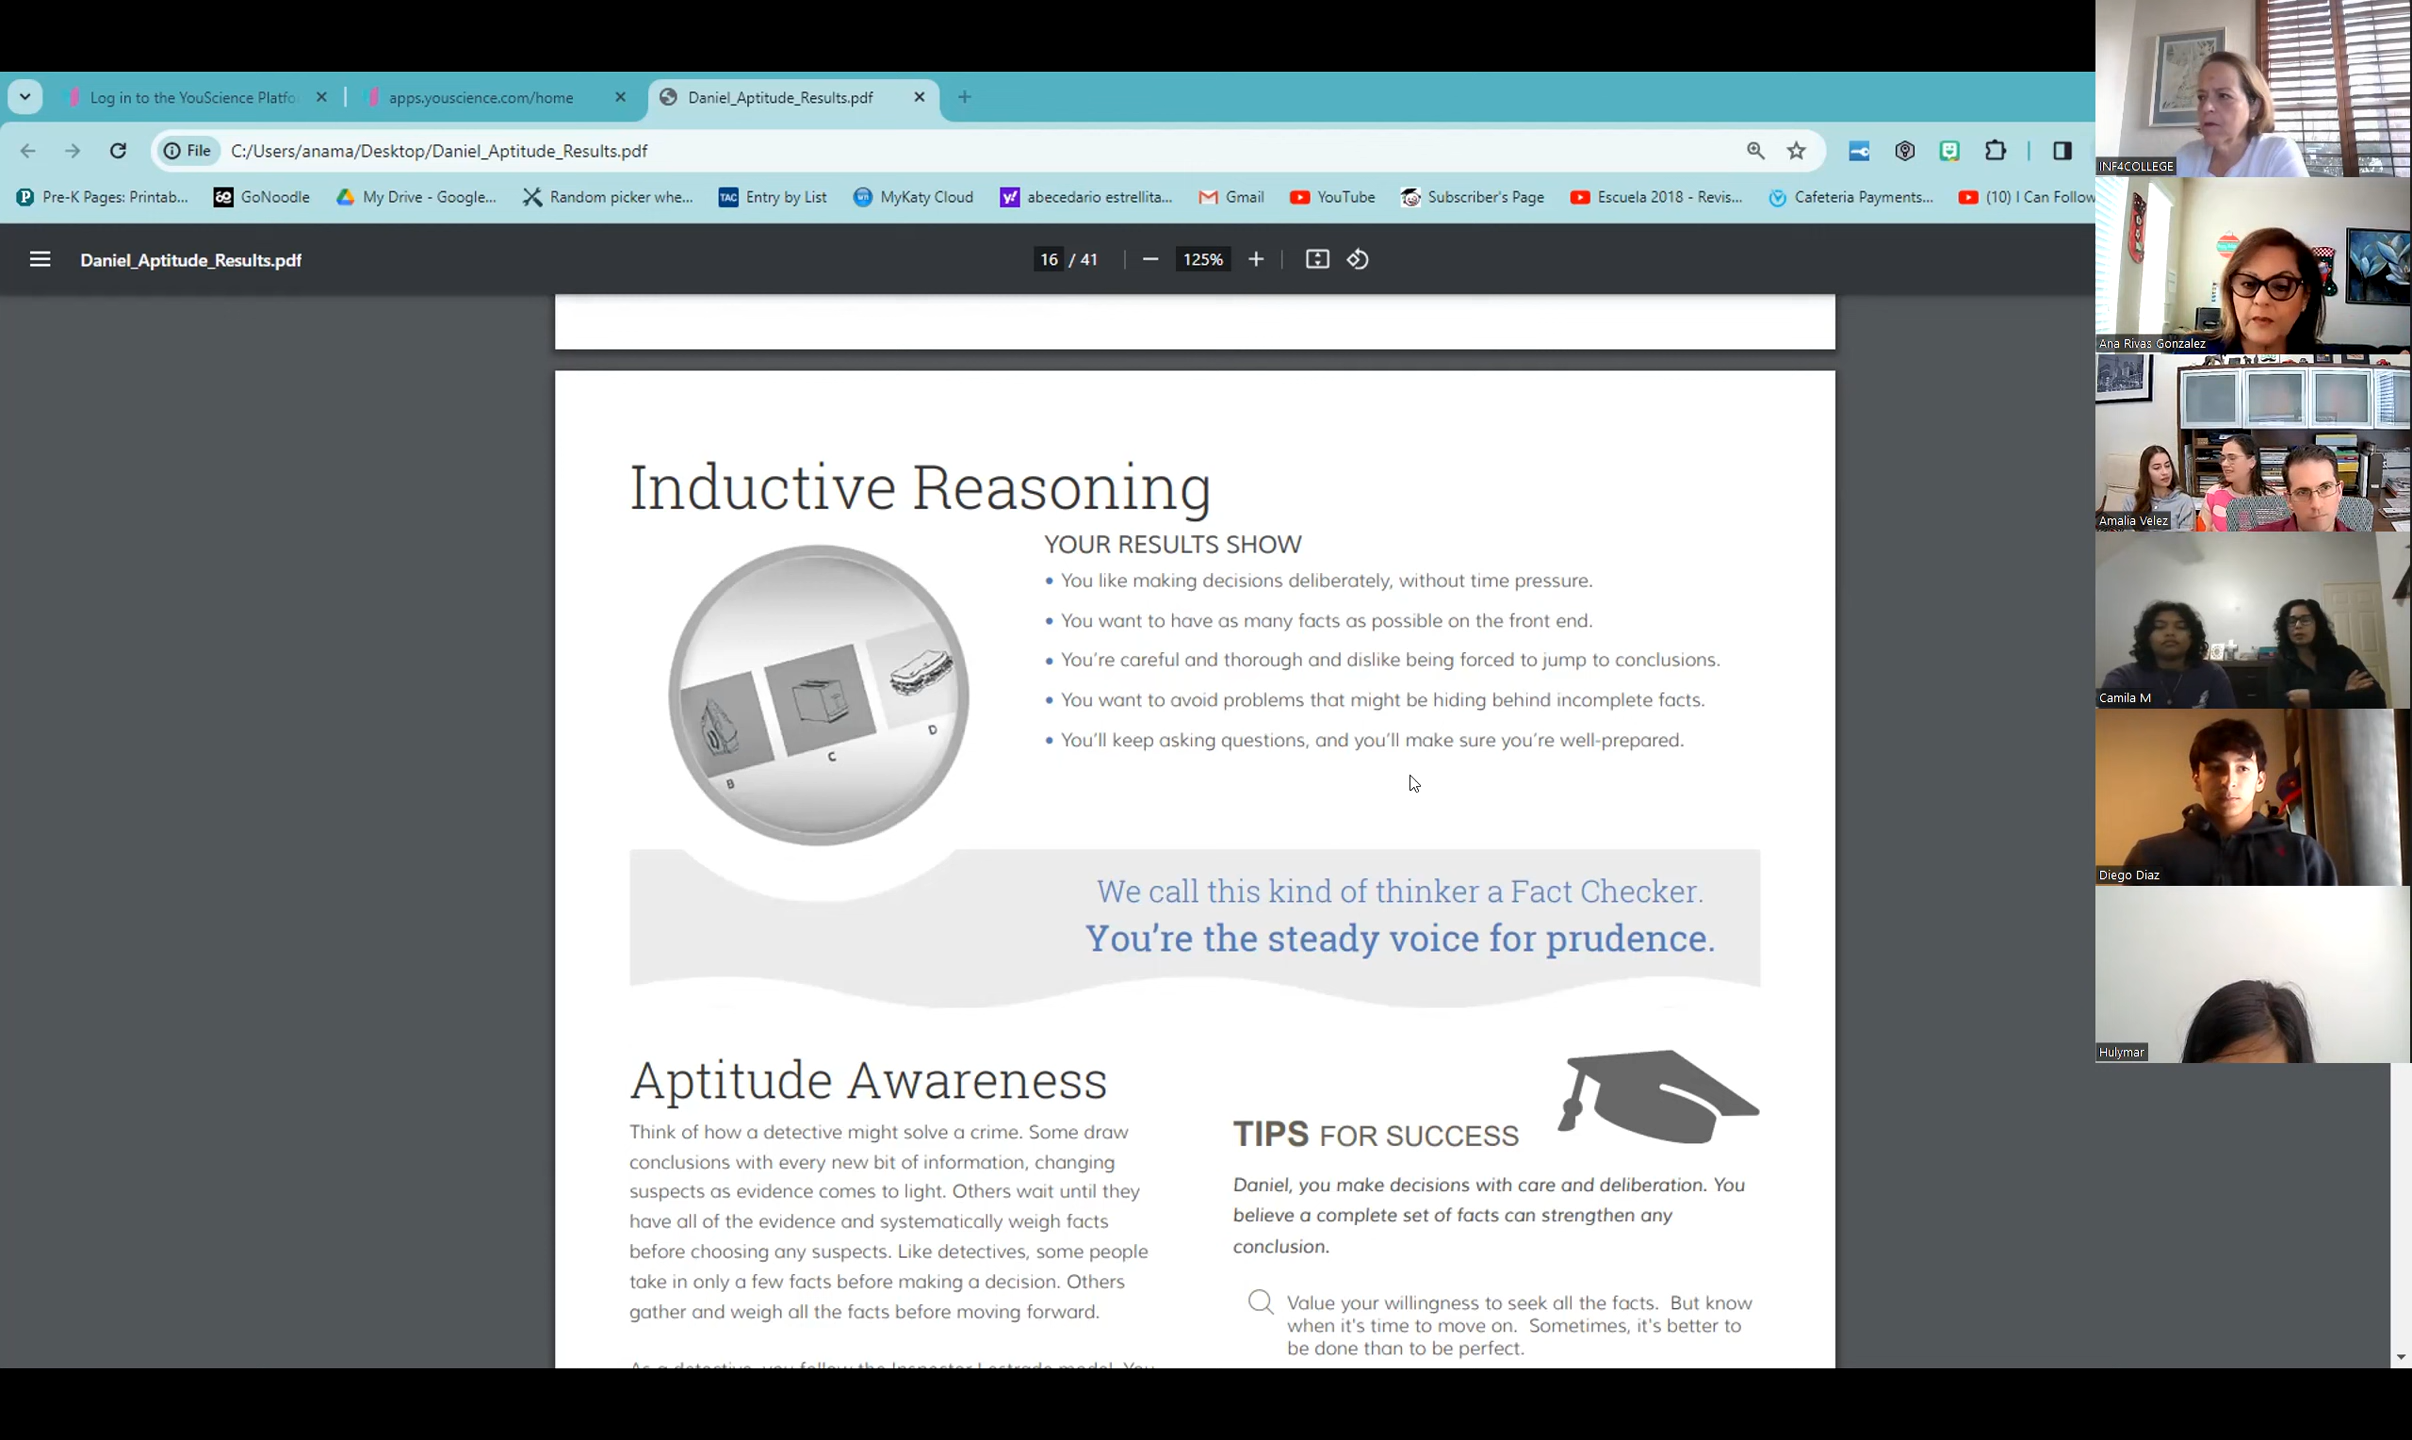 Log in to the YouScience Platfo
apps.youscience.com/home
Daniel_Aptitude_Results.pdf
File
C:/Users/anama/Desktop/Daniel_Aptitude_Results.pdf
Pre-K Pages: Printab...
GoNoodle
My Drive - Google...
Random picker whe...
TAC
Entry by List
MyKaty Cloud
abecedario estrellita...
Gmail
YouTube
Subscriber's Page
Escuela 2018 - Revis...
Cafeteria Payments...
(10) I Can Follow
Daniel_Aptitude_Results.pdf
16 / 41
125%
Inductive Reasoning
YOUR RESULTS SHOW
• You like making decisions deliberately, without time pressure.
• You want to have as many facts as possible on the front end.
• You're careful and thorough and dislike being forced to jump to conclusions.
• You want to avoid problems that might be hiding behind incomplete facts.
• You'll keep asking questions, and you'll make sure you're well-prepared.
B
C
D
We call this kind of thinker a Fact Checker.
You're the steady voice for prudence.
Aptitude Awareness
Think of how a detective might solve a crime. Some draw
conclusions with every new bit of information, changing
suspects as evidence comes to light. Others wait until they
have all of the evidence and systematically weigh facts
before choosing any suspects. Like detectives, some people
take in only a few facts before making a decision. Others
gather and weigh all the facts before moving forward.
As a detective, you follow the Inspector Lestrade model. You
TIPS FOR SUCCESS
Daniel, you make decisions with care and deliberation. You
believe a complete set of facts can strengthen any
conclusion.
Value your willingness to seek all the facts.  But know
when it's time to move on.  Sometimes, it's better to
be done than to be perfect.
INF4COLLEGE
Ana Rivas Gonzalez
Amalia Velez
Camila M
Diego Diaz
Hulymar